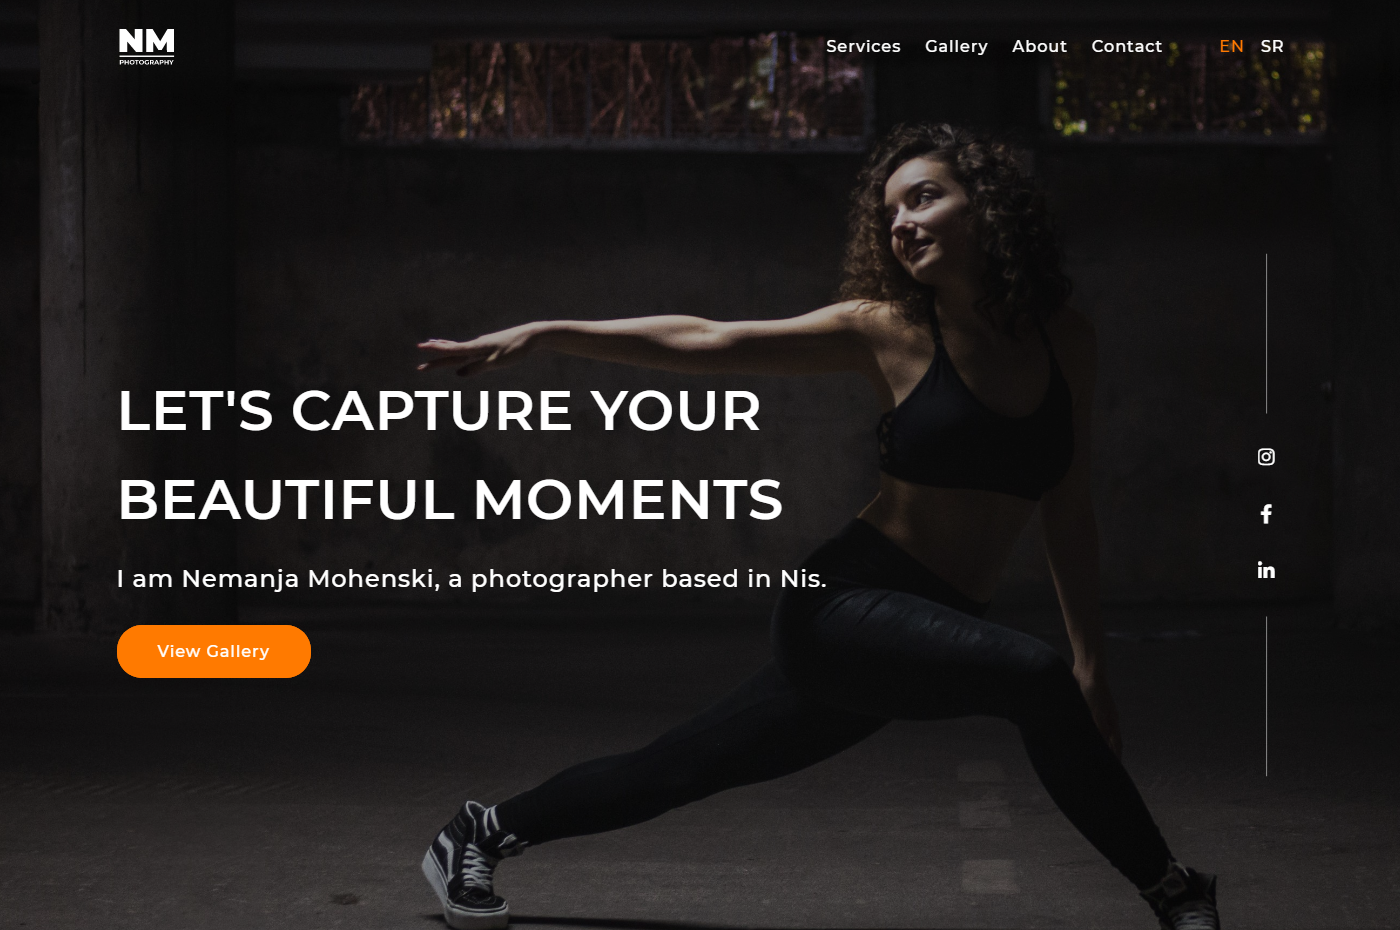 NM
PHOTOGRAPHY
Services Gallery About Contact EN SR
LET'S CAPTURE YOUR
BEAUTIFUL MOMENTS
I am Nemanja Mohenski, a photographer based in Nis.
View Gallery